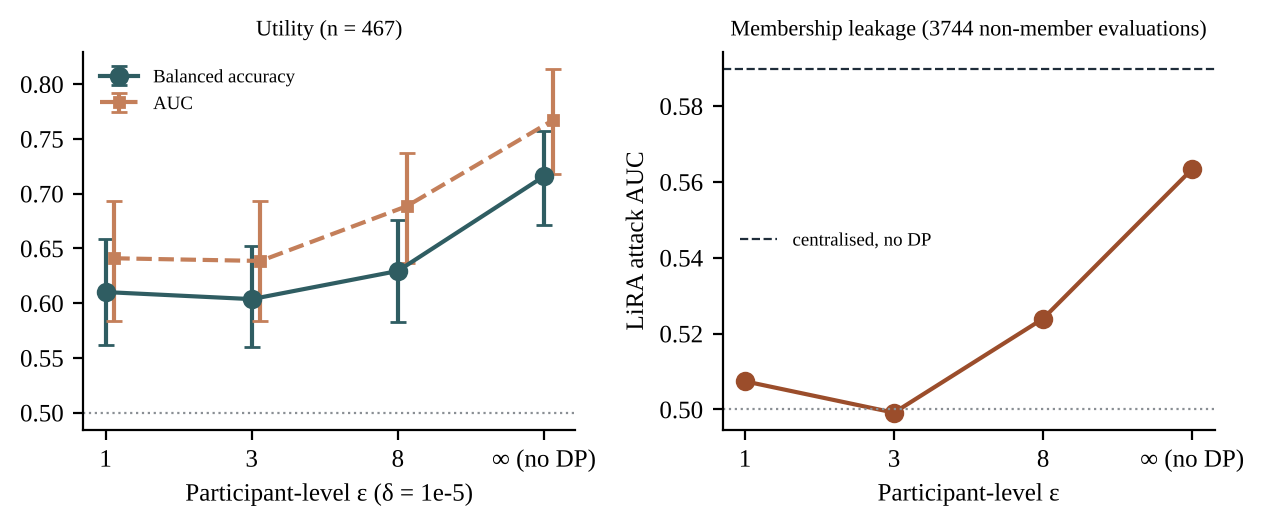 Utility (n = 467)
Balanced accuracy
AUC
0.80
0.75
0.70
0.65
0.60
0.55
0.50
1
3
8
∞ (no DP)
Participant-level ε (δ = 1e-5)
Membership leakage (3744 non-member evaluations)
LiRA attack AUC
0.58
0.56
0.54
0.52
0.50
centralised, no DP
1
3
8
∞ (no DP)
Participant-level ε